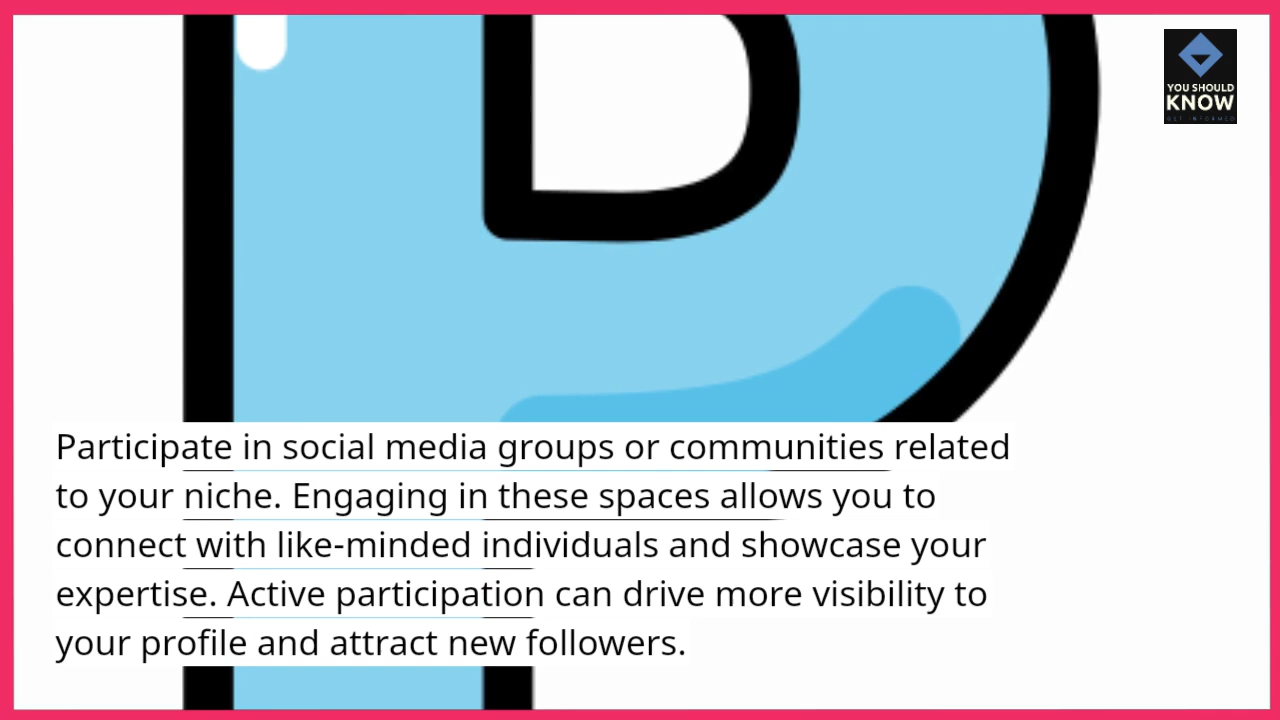 YOU SHOULD
KNOW
GET INFORMED
Participate in social media groups or communities related
to your niche. Engaging in these spaces allows you to
connect with like-minded individuals and showcase your
expertise. Active participation can drive more visibility to
your profile and attract new followers.